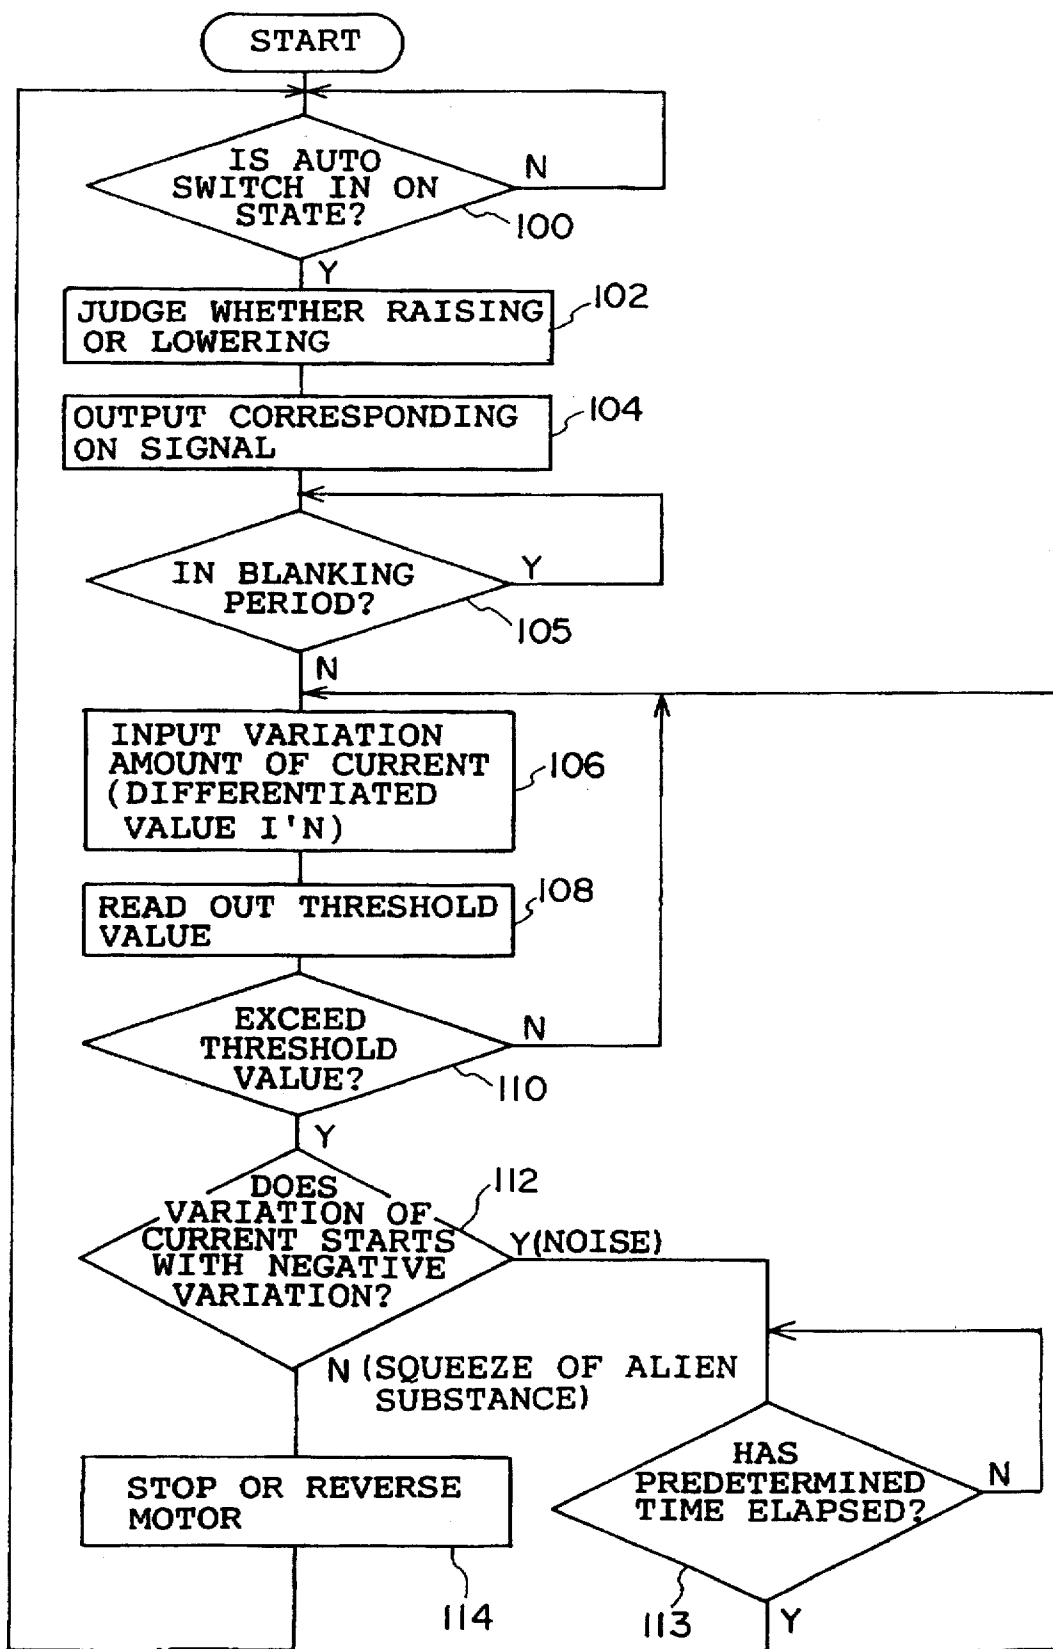 START
IS AUTO
SWITCH IN ON
STATE?
N
100
Y
102
JUDGE WHETHER RAISING
OR LOWERING
104
OUTPUT CORRESPONDING
ON SIGNAL
IN BLANKING
PERIOD?
Y
105
N
INPUT VARIATION
AMOUNT OF CURRENT
(DIFFERENTIATED
VALUE I'N)
106
108
READ OUT THRESHOLD
VALUE
EXCEED
THRESHOLD
VALUE?
N
110
Y
DOES
VARIATION OF
CURRENT STARTS
WITH NEGATIVE
VARIATION?
112
Y(NOISE)
N (SQUEEZE OF ALIEN
SUBSTANCE)
HAS
PREDETERMINED
TIME ELAPSED?
N
STOP OR REVERSE
MOTOR
114
113
Y